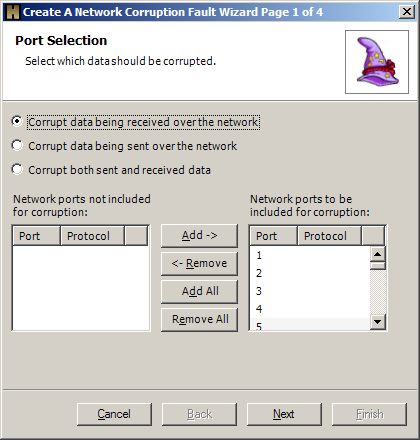 Create A Network Corruption Fault Wizard Page 1 of 4
Port Selection
Select which data should be corrupted.
Corrupt data being received over the network
Corrupt data being sent over the network
Corrupt both sent and received data
Network ports not included
for corruption:
Port Protocol
Add ->
<- Remove
Add All
Remove All
Network ports to be
included for corruption:
Port Protocol
1
2
3
4
5
Cancel Back Next Finish